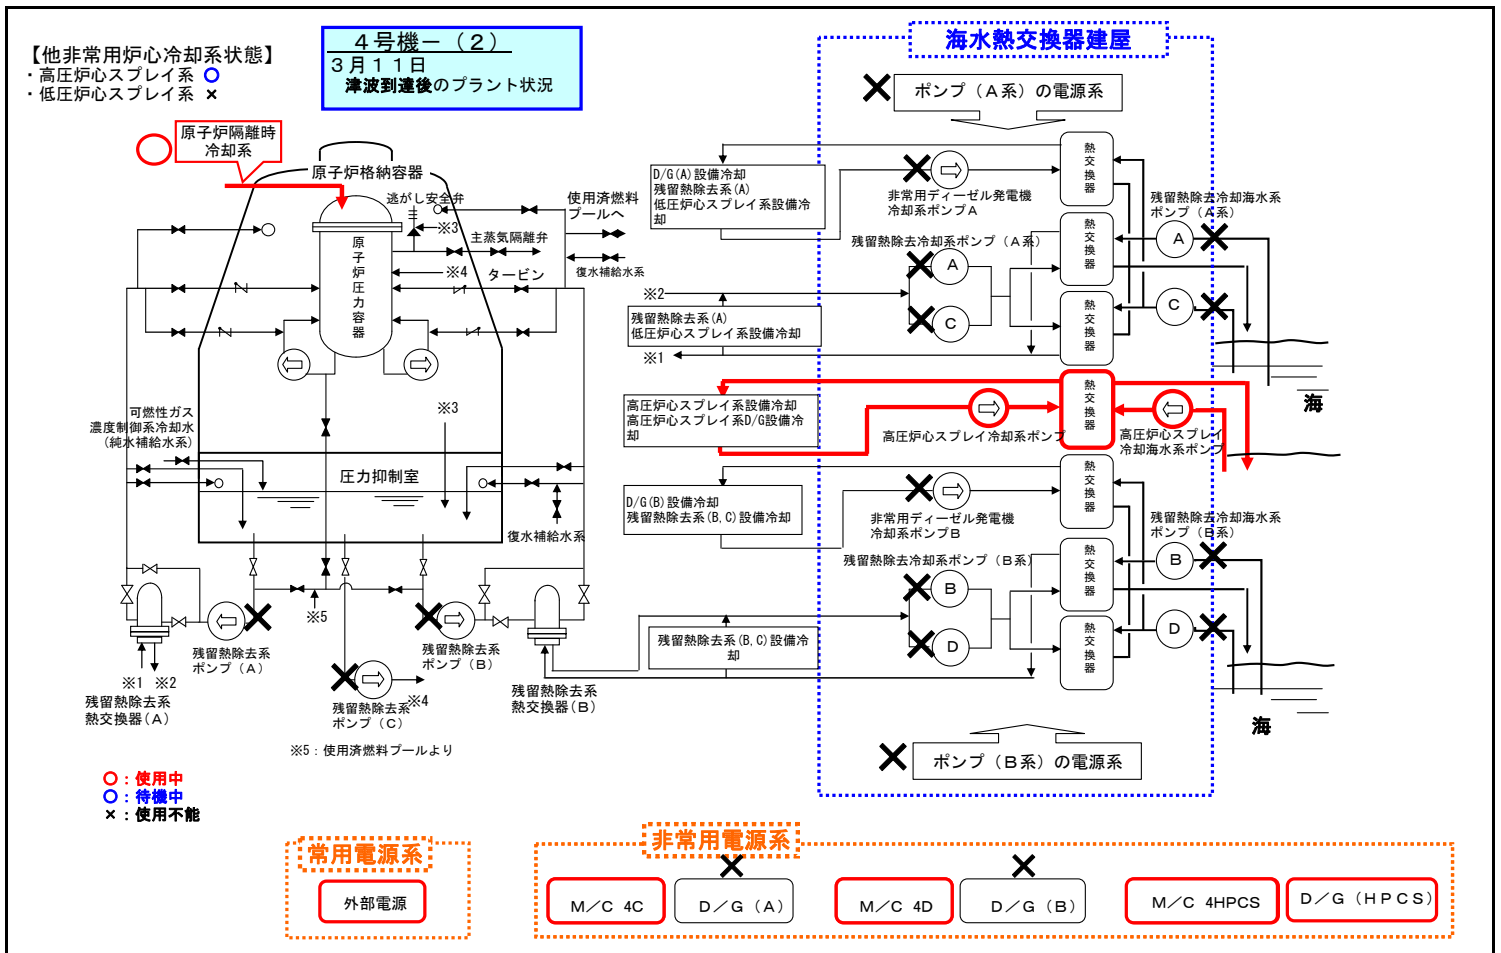 【他非常用炉心冷却系状態】
・高圧炉心スプレイ系
・低圧炉心スプレイ系 ×
４号機－（２）
３月１１日
津波到達後のプラント状況
海水熱交換器建屋
ポンプ（Ａ系）の電源系
原子炉隔離時
冷却系
原子炉格納容器
逃がし安全弁
※3
主蒸気隔離弁
※4
タービン
使用済燃料
プールへ
復水補給水系
原子炉圧力容器
D/G(A)設備冷却
残留熱除去系(A)
低圧炉心スプレイ系設備冷
却
非常用ディーゼル発電機
冷却系ポンプA
熱交換器
残留熱除去冷却海水系
ポンプ（Ａ系）
A
残留熱除去冷却系ポンプ（Ａ系）
A
熱交換器
※2
残留熱除去系(A)
低圧炉心スプレイ系設備冷却
C
熱交換器
C
※1
海
高圧炉心スプレイ系設備冷却
高圧炉心スプレイ系D/G設備冷
却
高圧炉心スプレイ冷却系ポンプ
熱交換器
高圧炉心スプレイ
冷却海水系ポンプ
可燃性ガス
濃度制御系冷却水
(純水補給水系)
※3
圧力抑制室
復水補給水系
D/G(B)設備冷却
残留熱除去系(B,C)設備冷却
非常用ディーゼル発電機
冷却系ポンプB
熱交換器
残留熱除去冷却海水系
ポンプ（Ｂ系）
B
残留熱除去冷却系ポンプ（Ｂ系）
B
熱交換器
残留熱除去系(B,C)設備冷
却
D
熱交換器
D
海
※5
残留熱除去系
ポンプ（Ａ）
残留熱除去系
ポンプ（Ｂ）
※1 ※2
残留熱除去系
熱交換器(A)
※4
残留熱除去系
ポンプ（Ｃ）
残留熱除去系
熱交換器(B)
※5：使用済燃料プールより
ポンプ（Ｂ系）の電源系
：使用中
：待機中
×：使用不能
常用電源系
外部電源
非常用電源系
Ｍ／Ｃ 4C
Ｄ／Ｇ（Ａ）
Ｍ／Ｃ 4D
Ｄ／Ｇ（Ｂ）
Ｍ／Ｃ 4HPCS
Ｄ／Ｇ（ＨＰＣＳ）